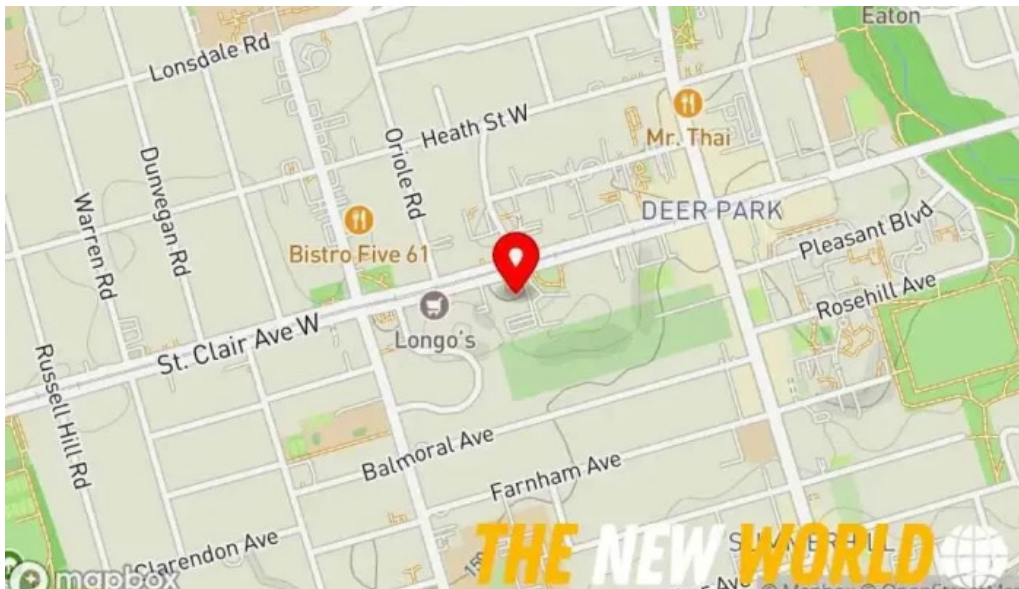 Eaton
Lonsdale Rd
Heath St W
Oriole Rd
Mr. Thai
Dunvegan Rd
Warren Rd
DEER PARK
Pleasant Blvd
Bistro Five 61
Rosehill Ave
Longo's
St. Clair Ave W
Russell Hill Rd
Balmoral Ave
Farnham Ave
Clarendon Ave
THE NEW WORLD
mapbox